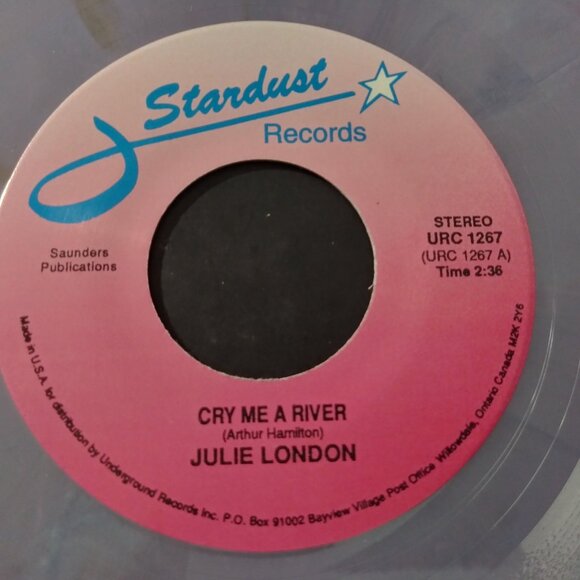 Stardust
Records
Saunders
Publications
STEREO
URC 1267
(URC 1267 A)
Time 2:36
CRY ME A RIVER
(Arthur Hamilton)
JULIE LONDON
Made in U.S.A. for distribution by Underground Records Inc. P.O. Box 91002 Bayview Village Post Office Willowdale, Ontario Canada M2K 2Y6